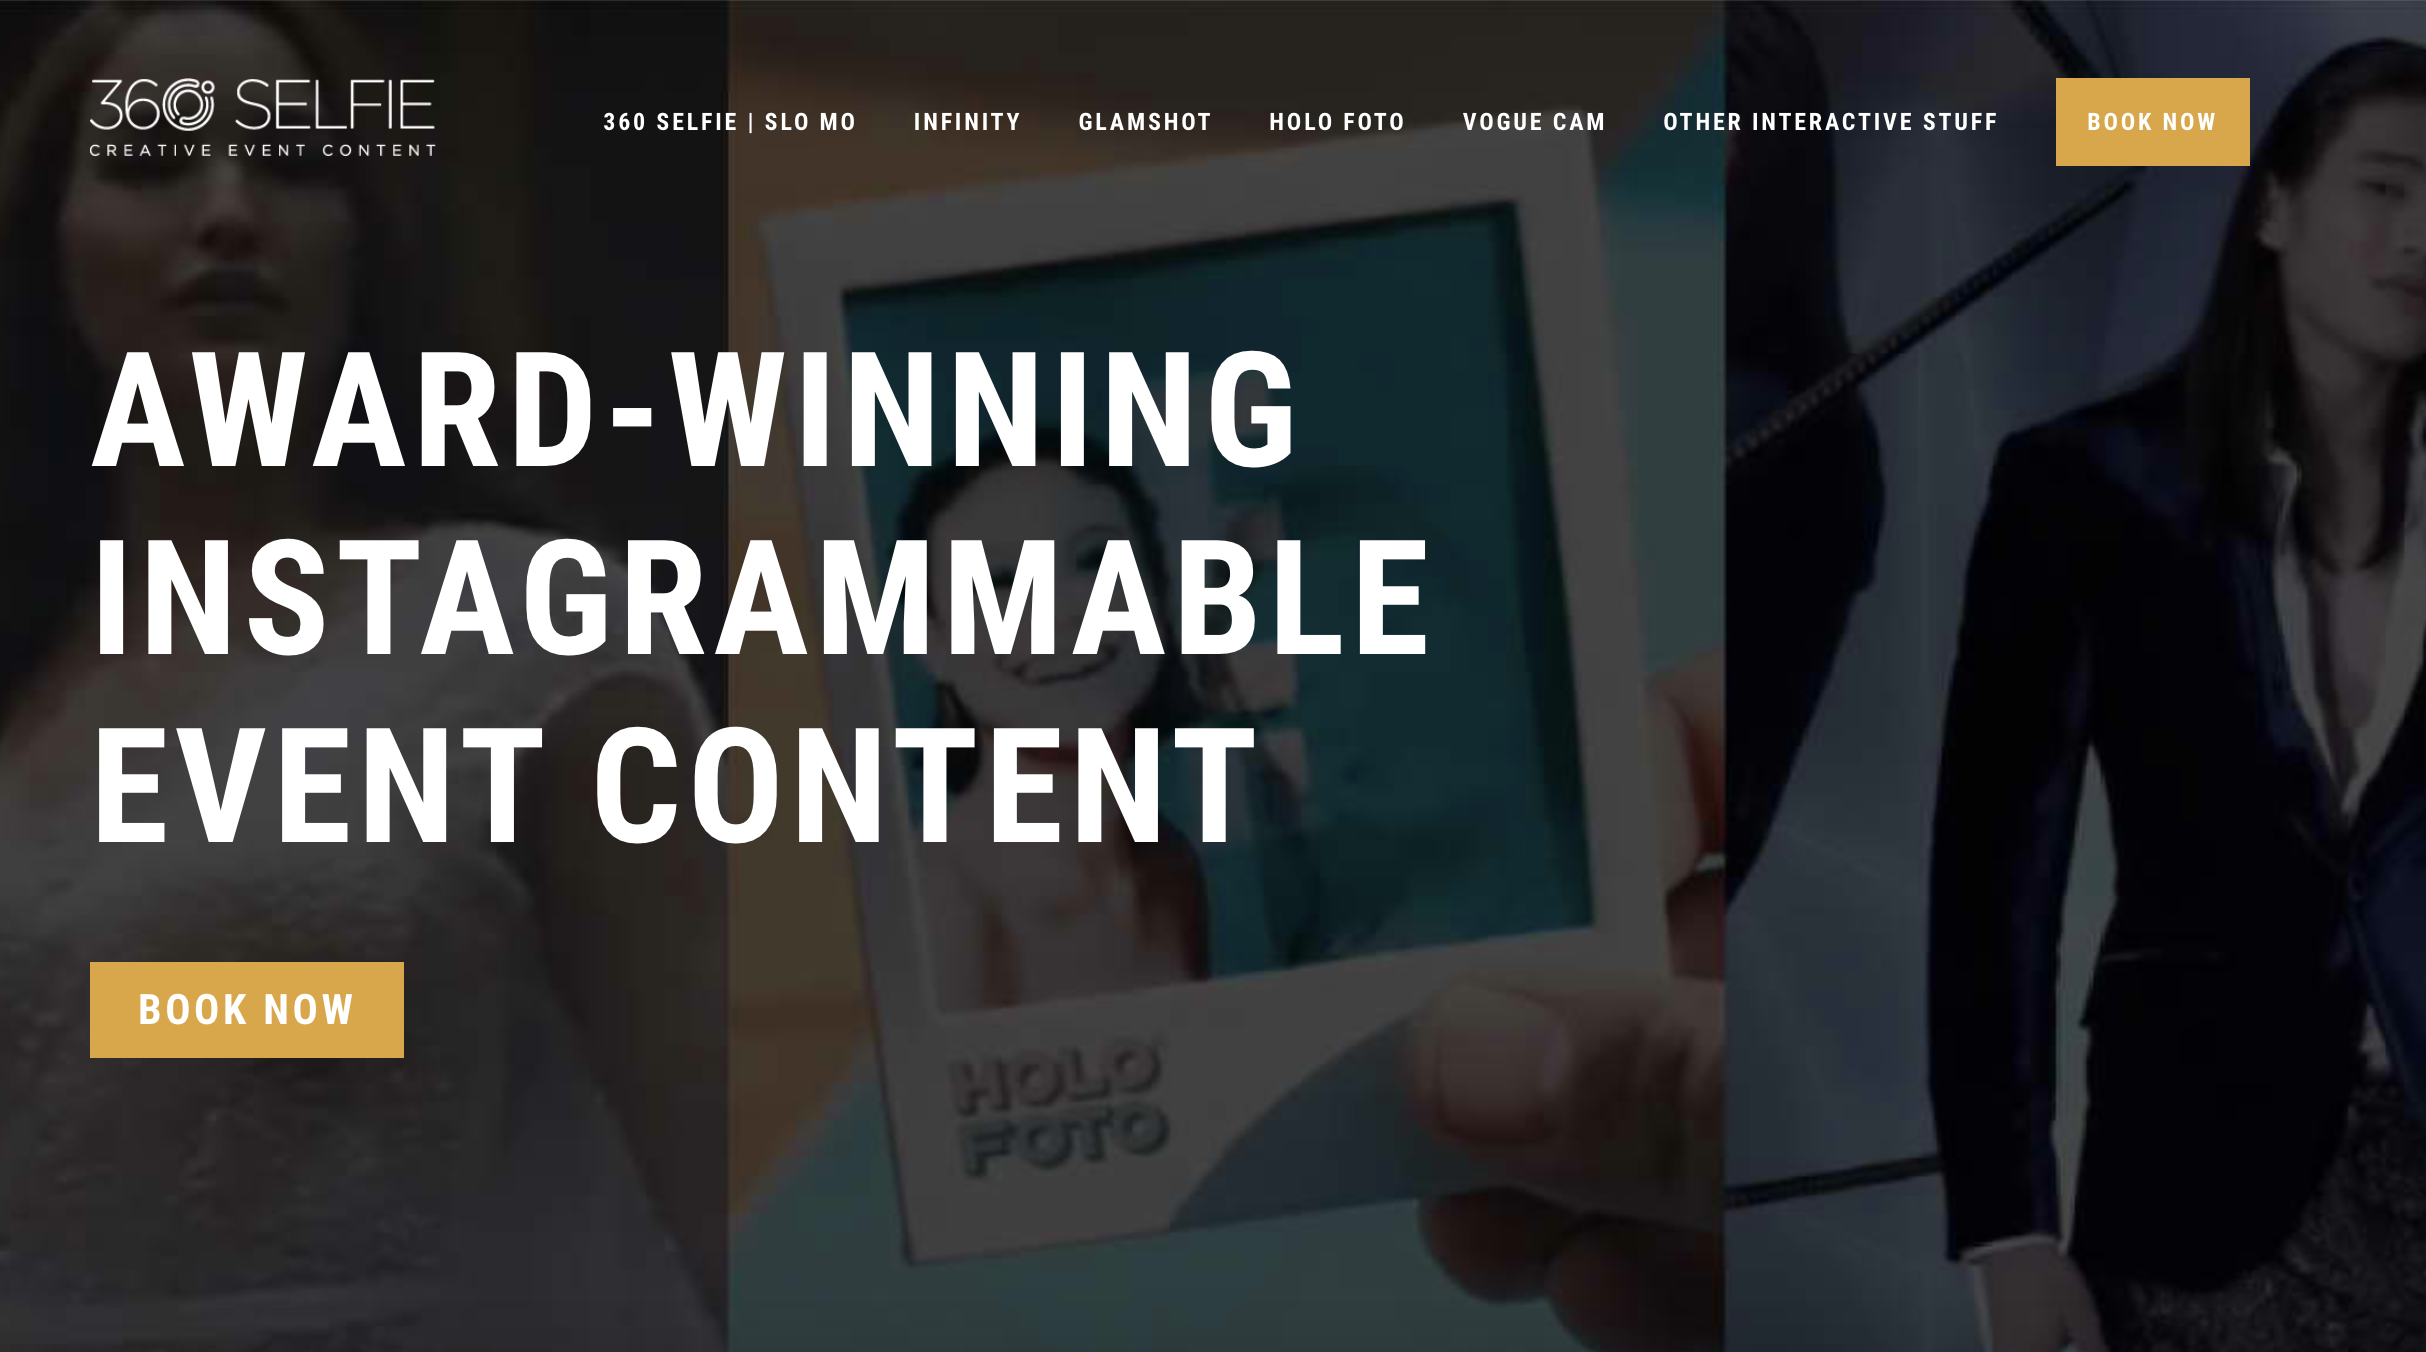 360 SELFIE
CREATIVE EVENT CONTENT
360 SELFIE | SLO MO
INFINITY
GLAMSHOT
HOLO FOTO
VOGUE CAM
OTHER INTERACTIVE STUFF
BOOK NOW
AWARD-WINNING
INSTAGRAMMABLE
EVENT CONTENT
BOOK NOW
HOLO
FOTO